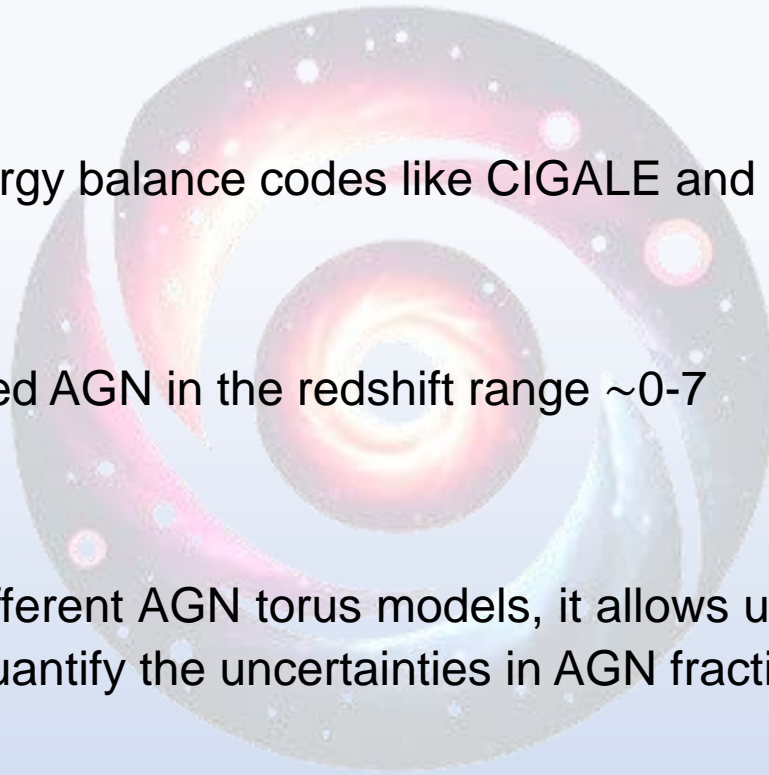 rgy balance codes like CIGALE and
ed AGN in the redshift range ~0-7
fferent AGN torus models, it allows u
uantify the uncertainties in AGN fracti